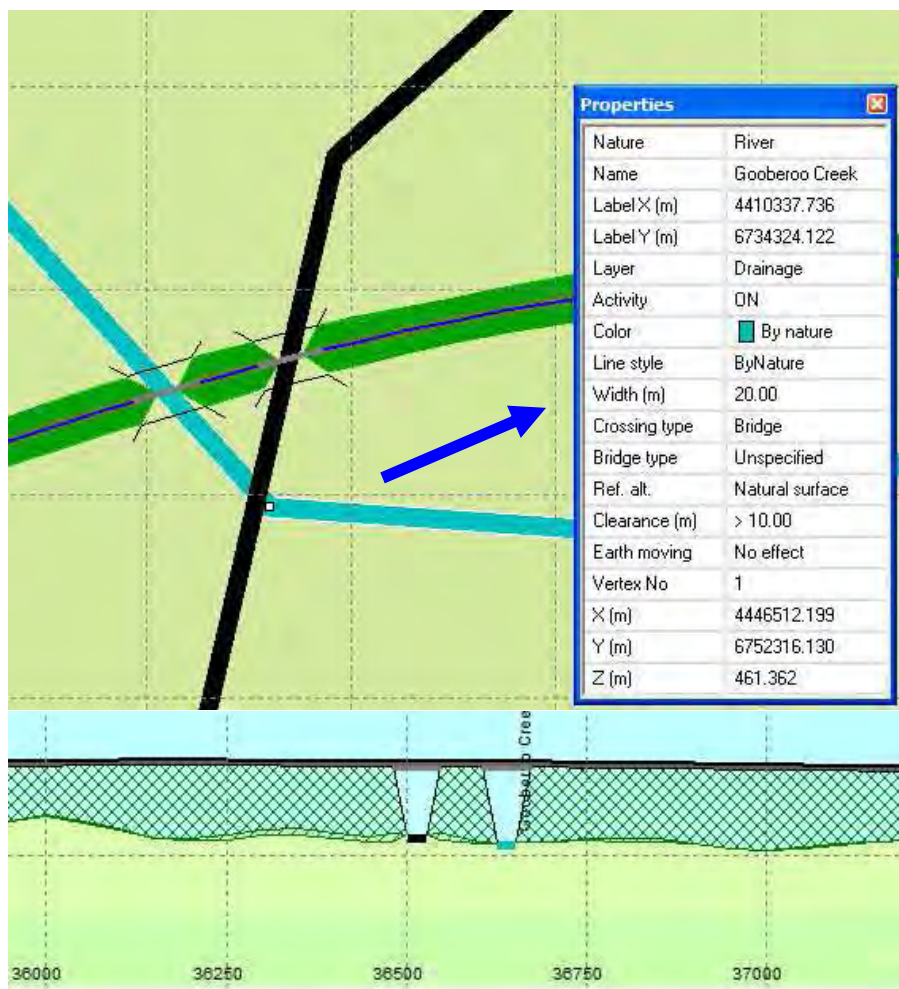 Properties
Nature River
Name Gooberoo Creek
Label X (m) 4410337.736
Label Y (m) 6734324.122
Layer Drainage
Activity ON
Color By nature
Line style ByNature
Width (m) 20.00
Crossing type Bridge
Bridge type Unspecified
Ref. alt. Natural surface
Clearance (m) > 10.00
Earth moving No effect
Vertex No 1
X (m) 4446512.199
Y (m) 6752316.130
Z (m) 461.362
Gooberoo Cree
36000 36250 36500 36750 37000